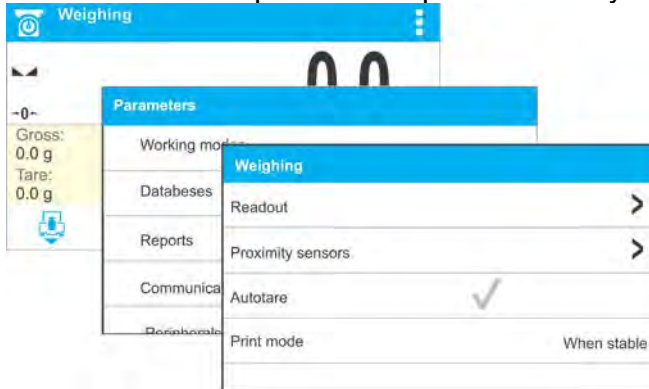 Weighing
0.0
-0-
Gross:
0.0 g
Tare:
0.0 g
Parameters
Working modes
Databeses
Reports
Communica
Peripherals
Weighing
Readout
Proximity sensors
Autotare
Print mode When stable